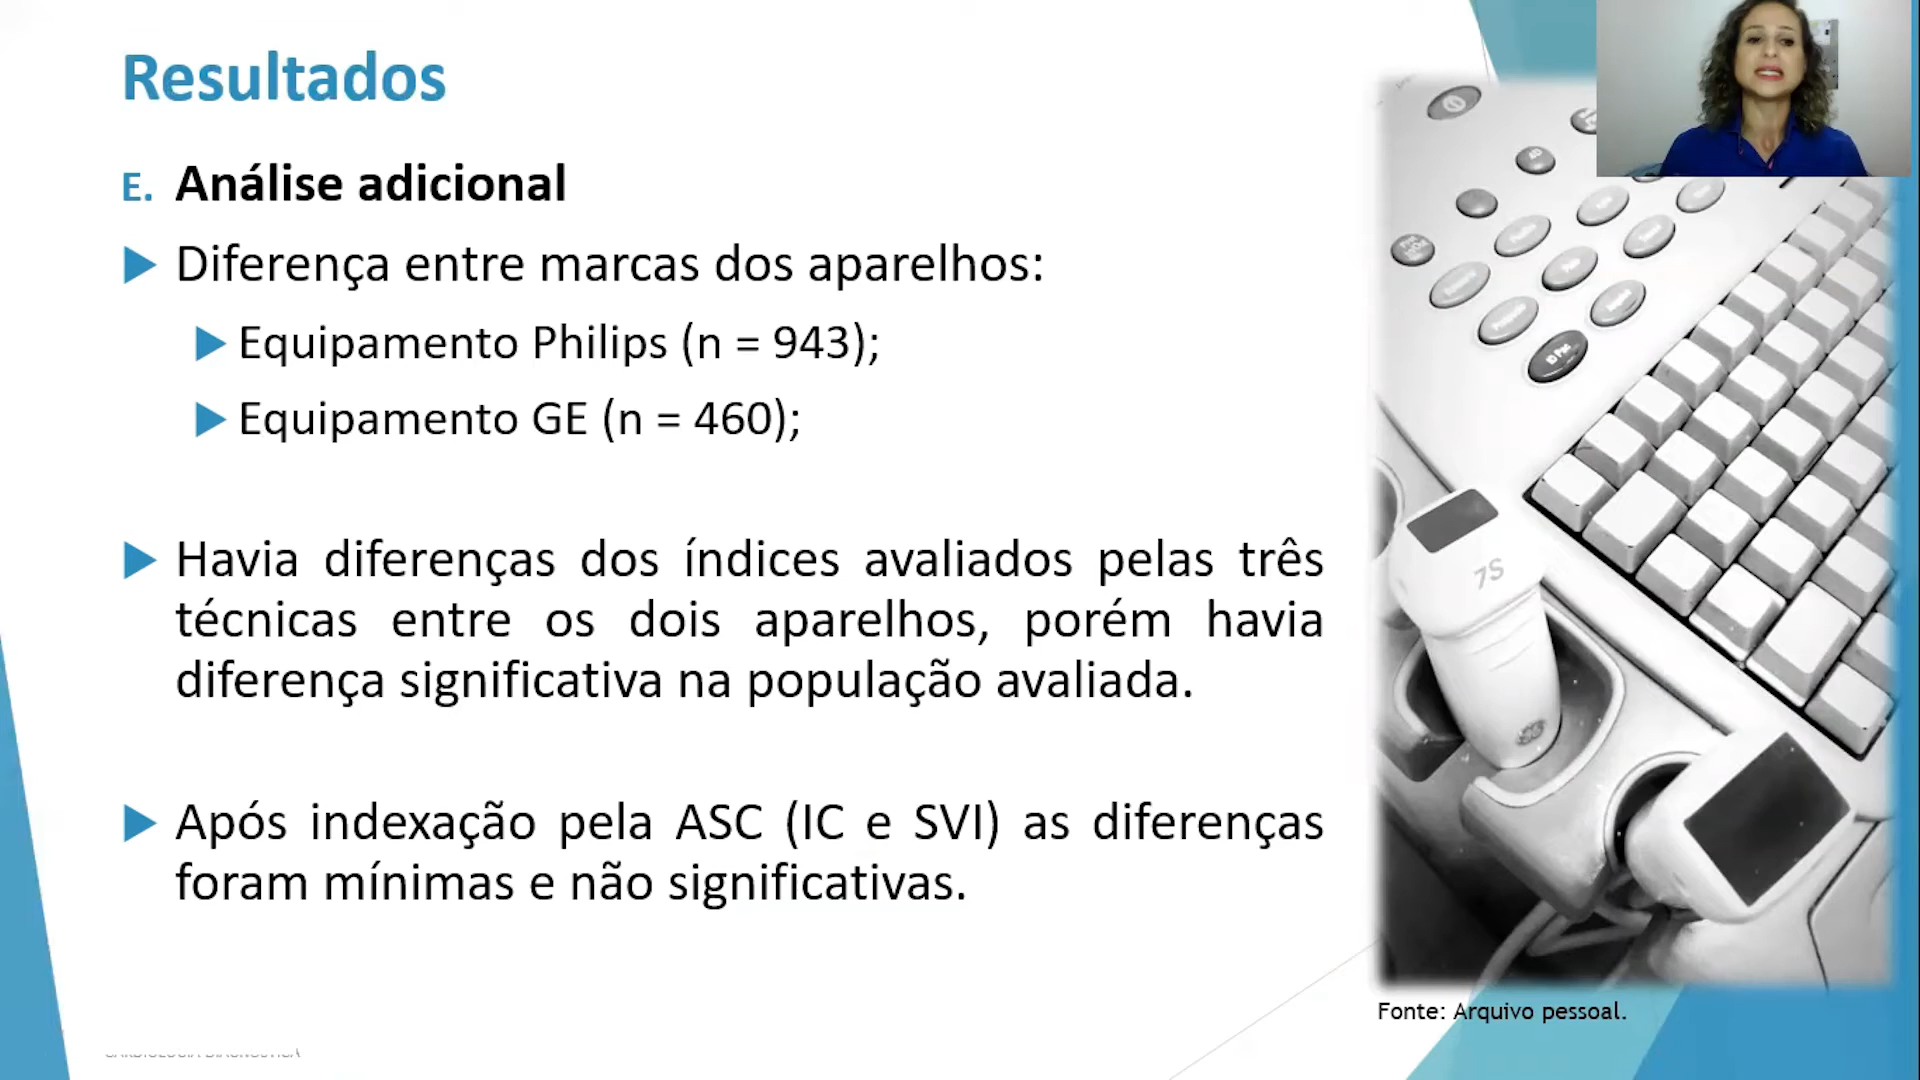 Resultados
E. Análise adicional
Diferença entre marcas dos aparelhos:
Equipamento Philips (n = 943);
Equipamento GE (n = 460);
Havia diferenças dos índices avaliados pelas três
técnicas entre os dois aparelhos, porém havia
diferença significativa na população avaliada.
Após indexação pela ASC (IC e SVI) as diferenças
foram mínimas e não significativas.
4D
7S
Fonte: Arquivo pessoal.